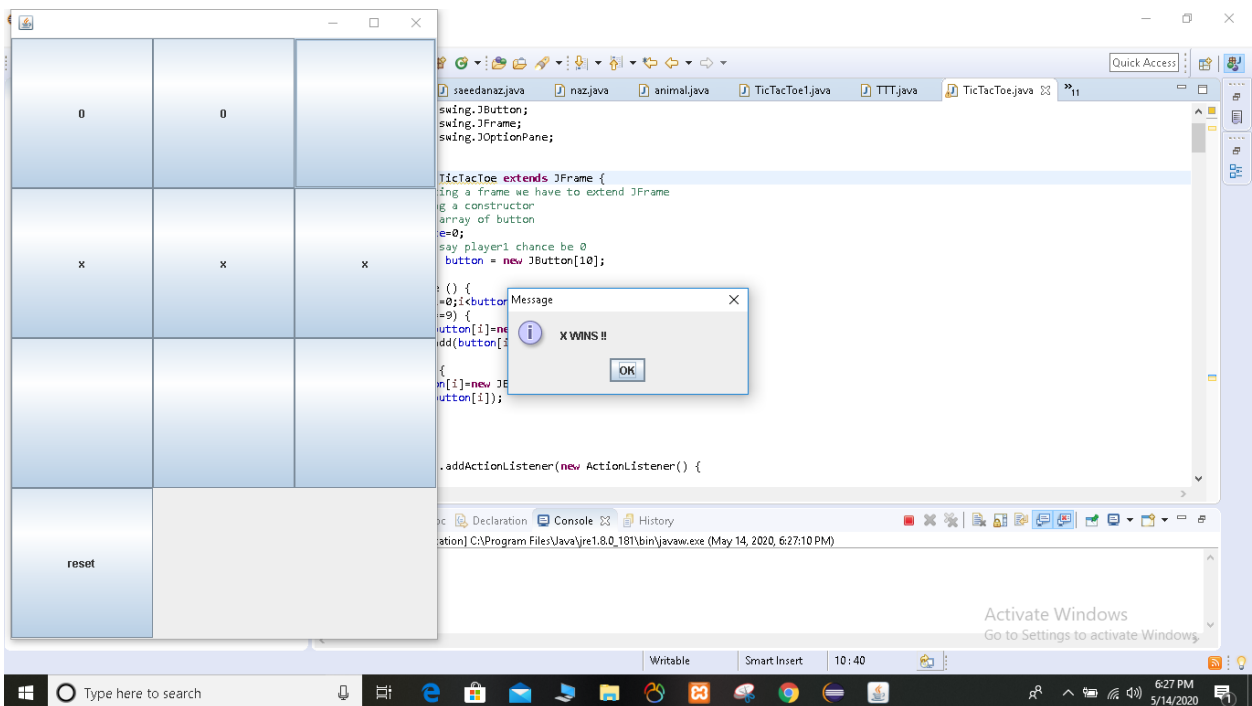 0 0
x x x
reset
Quick Access
saeedanaz.java naz.java animal.java TicTacToe1.java TTT.java TicTacToe.java »11
swing.JButton;
swing.JFrame;
swing.JOptionPane;
TicTacToe extends JFrame {
ing a frame we have to extend JFrame
g a constructor
array of button
e=0;
say player1 chance be 0
button = new JButton[10];
() {
=0;i<button
=9) {
utton[i]=ne
dd(button[i
{
n[i]=new JB
utton[i]);
.addActionListener(new ActionListener() {
Message
i
X WINS !!
OK
oc Declaration Console History
ation] C:\Program Files\Java\jre1.8.0_181\bin\javaw.exe (May 14, 2020, 6:27:10 PM)
Activate Windows
Go to Settings to activate Windows.
Writable Smart Insert 10:40
Type here to search
6:27 PM
5/14/2020